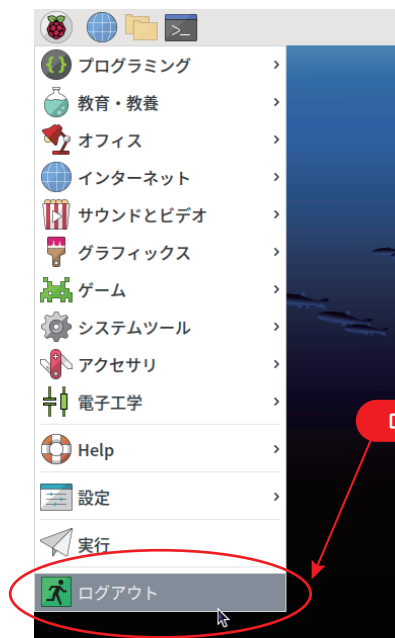 プログラミング
教育・教養
オフィス
インターネット
サウンドとビデオ
グラフィックス
ゲーム
システムツール
アクセサリ
電子工学
Help
設定
実行
ログアウト